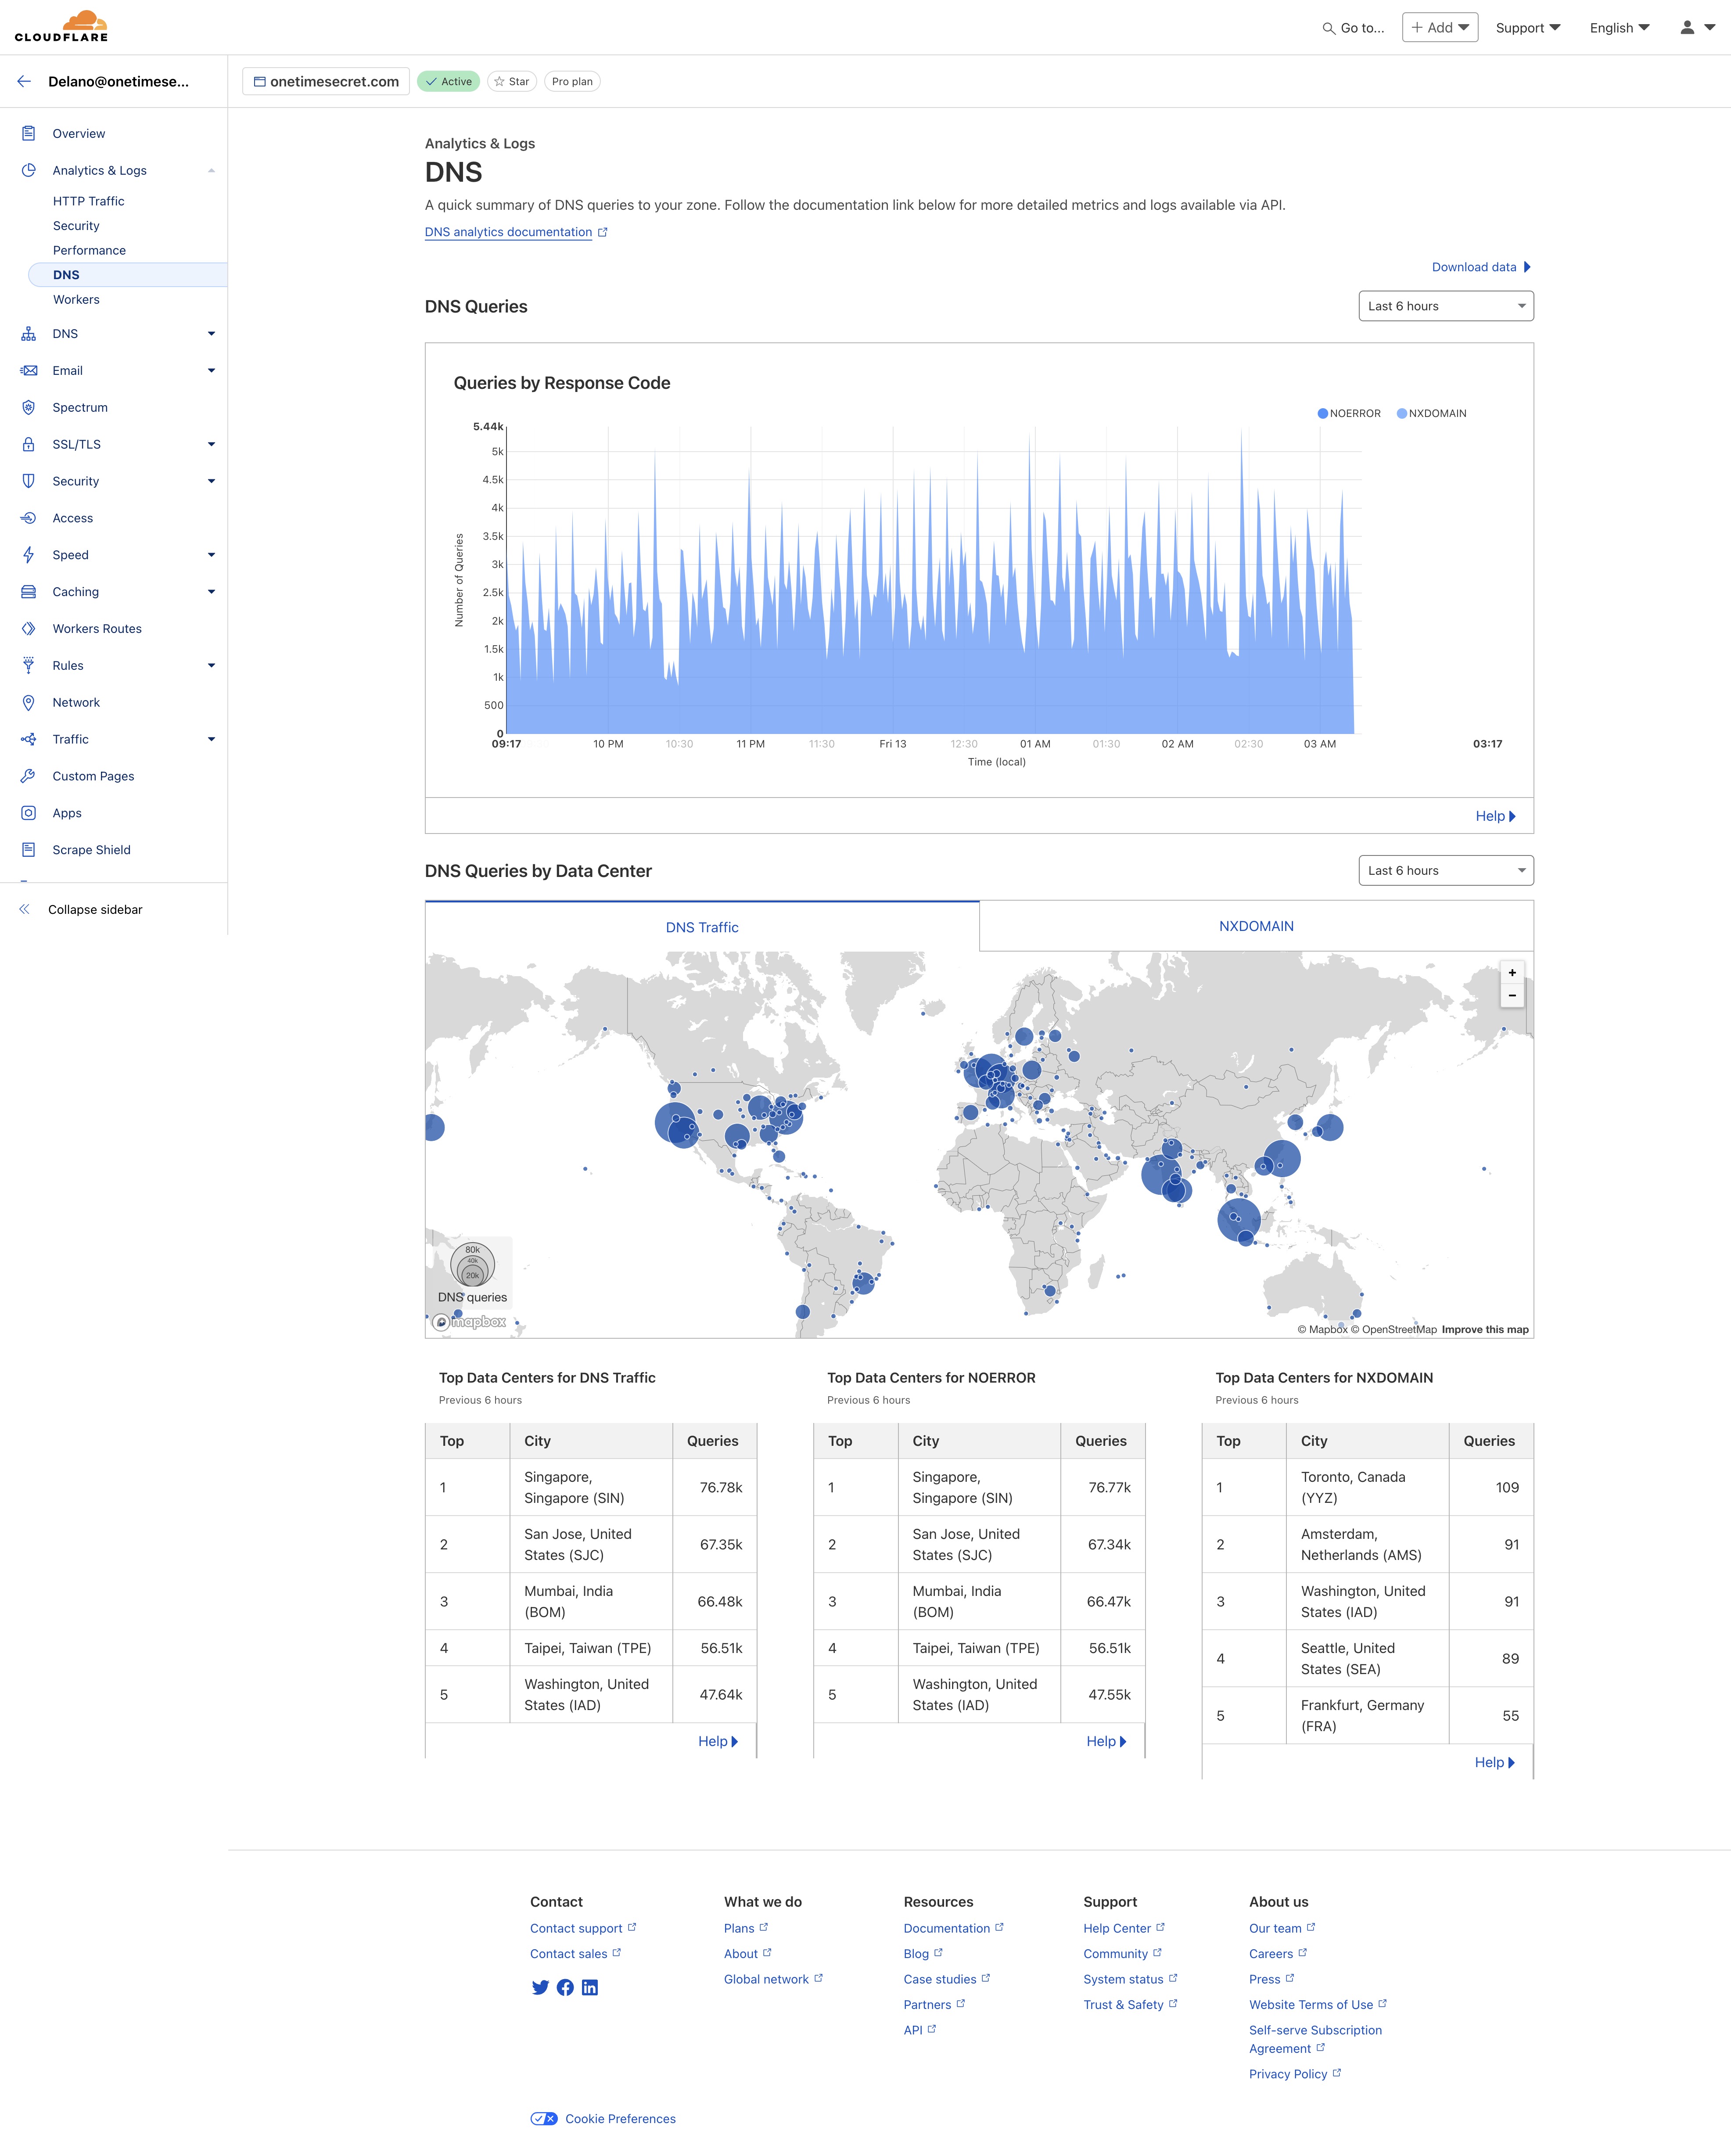 CLOUDFLARE
Go to...
+ Add
Support
English
Delano@onetimese...
onetimesecret.com
Active
Star
Pro plan
Overview
Analytics & Logs
HTTP Traffic
Security
Performance
DNS
Workers
DNS
Email
Spectrum
SSL/TLS
Security
Access
Speed
Caching
Workers Routes
Rules
Network
Traffic
Custom Pages
Apps
Scrape Shield
Collapse sidebar
Analytics & Logs
DNS
A quick summary of DNS queries to your zone. Follow the documentation link below for more detailed metrics and logs available via API.
DNS analytics documentation
Download data
DNS Queries
Last 6 hours
Queries by Response Code
NOERROR
NXDOMAIN
Number of Queries
5.44k
5k
4.5k
4k
3.5k
3k
2.5k
2k
1.5k
1k
500
0
09:17
10 PM
10:30
11 PM
11:30
Fri 13
12:30
01 AM
01:30
02 AM
02:30
03 AM
03:17
Time (local)
Help
DNS Queries by Data Center
Last 6 hours
DNS Traffic
NXDOMAIN
+
−
80k
40k
20k
DNS queries
mapbox
© Mapbox © OpenStreetMap Improve this map
Top Data Centers for DNS Traffic
Previous 6 hours
Top City Queries
1 Singapore, Singapore (SIN) 76.78k
2 San Jose, United States (SJC) 67.35k
3 Mumbai, India (BOM) 66.48k
4 Taipei, Taiwan (TPE) 56.51k
5 Washington, United States (IAD) 47.64k
Help
Top Data Centers for NOERROR
Previous 6 hours
Top City Queries
1 Singapore, Singapore (SIN) 76.77k
2 San Jose, United States (SJC) 67.34k
3 Mumbai, India (BOM) 66.47k
4 Taipei, Taiwan (TPE) 56.51k
5 Washington, United States (IAD) 47.55k
Help
Top Data Centers for NXDOMAIN
Previous 6 hours
Top City Queries
1 Toronto, Canada (YYZ) 109
2 Amsterdam, Netherlands (AMS) 91
3 Washington, United States (IAD) 91
4 Seattle, United States (SEA) 89
5 Frankfurt, Germany (FRA) 55
Help
Contact
Contact support
Contact sales
What we do
Plans
About
Global network
Resources
Documentation
Blog
Case studies
Partners
API
Support
Help Center
Community
System status
Trust & Safety
About us
Our team
Careers
Press
Website Terms of Use
Self-serve Subscription
Agreement
Privacy Policy
Cookie Preferences